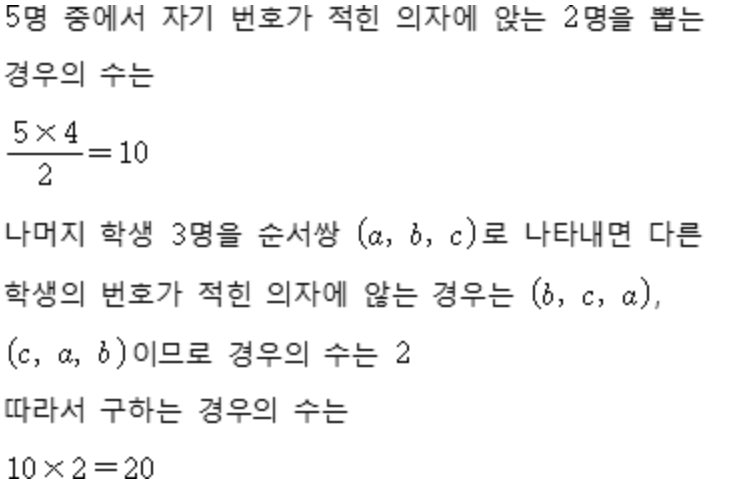 5명 중에서 자기 번호가 적힌 의자에 앉는 2명을 뽑는
경우의 수는
5×4/2=10
나머지 학생 3명을 순서쌍 (a, b, c)로 나타내면 다른
학생의 번호가 적힌 의자에 않는 경우는 (b, c, a),
(c, a, b)이므로 경우의 수는 2
따라서 구하는 경우의 수는
10×2=20